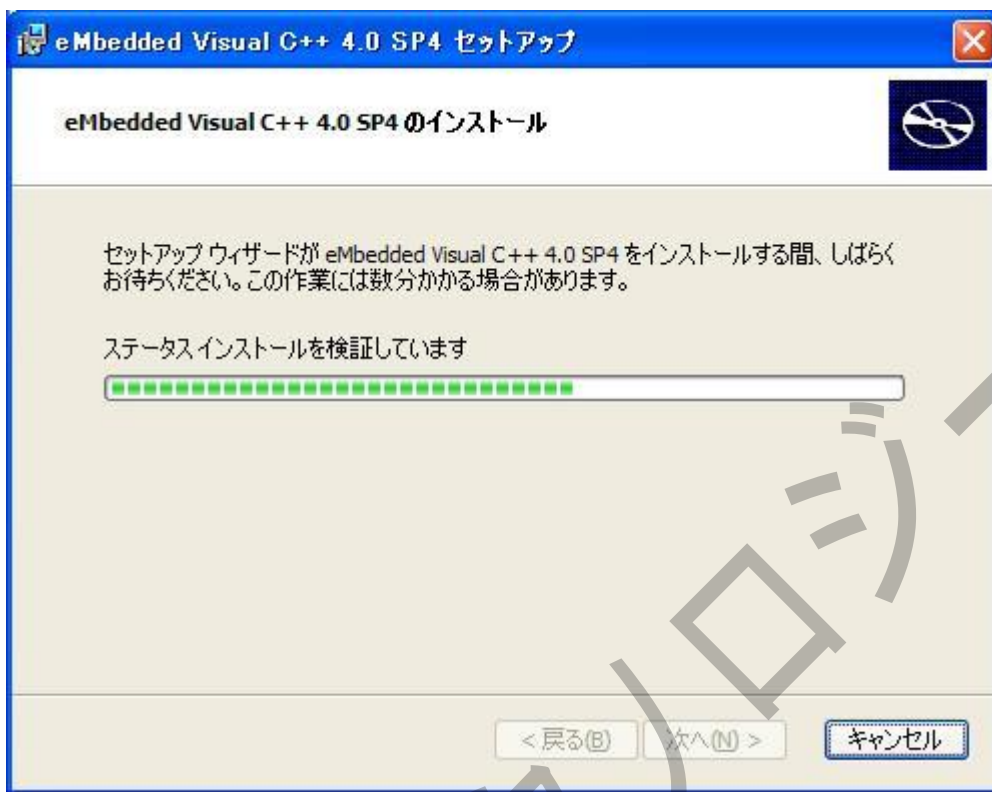 eMbedded Visual C++ 4.0 SP4 セットアップ
eMbedded Visual C++ 4.0 SP4 のインストール
セットアップ ウィザードが eMbedded Visual C++ 4.0 SP4 をインストールする間、しばらく
お待ちください。この作業には数分かかる場合があります。
ステータス インストールを検証しています
< 戻る(B)
次へ(N) >
キャンセル
ノロジー